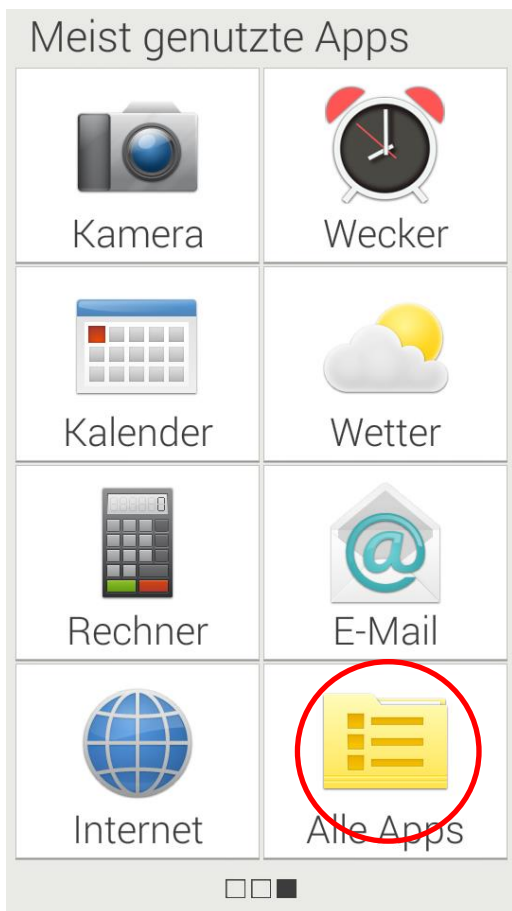 Meist genutzte Apps
Kamera
Wecker
Kalender
Wetter
Rechner
E-Mail
Internet
Alle Apps